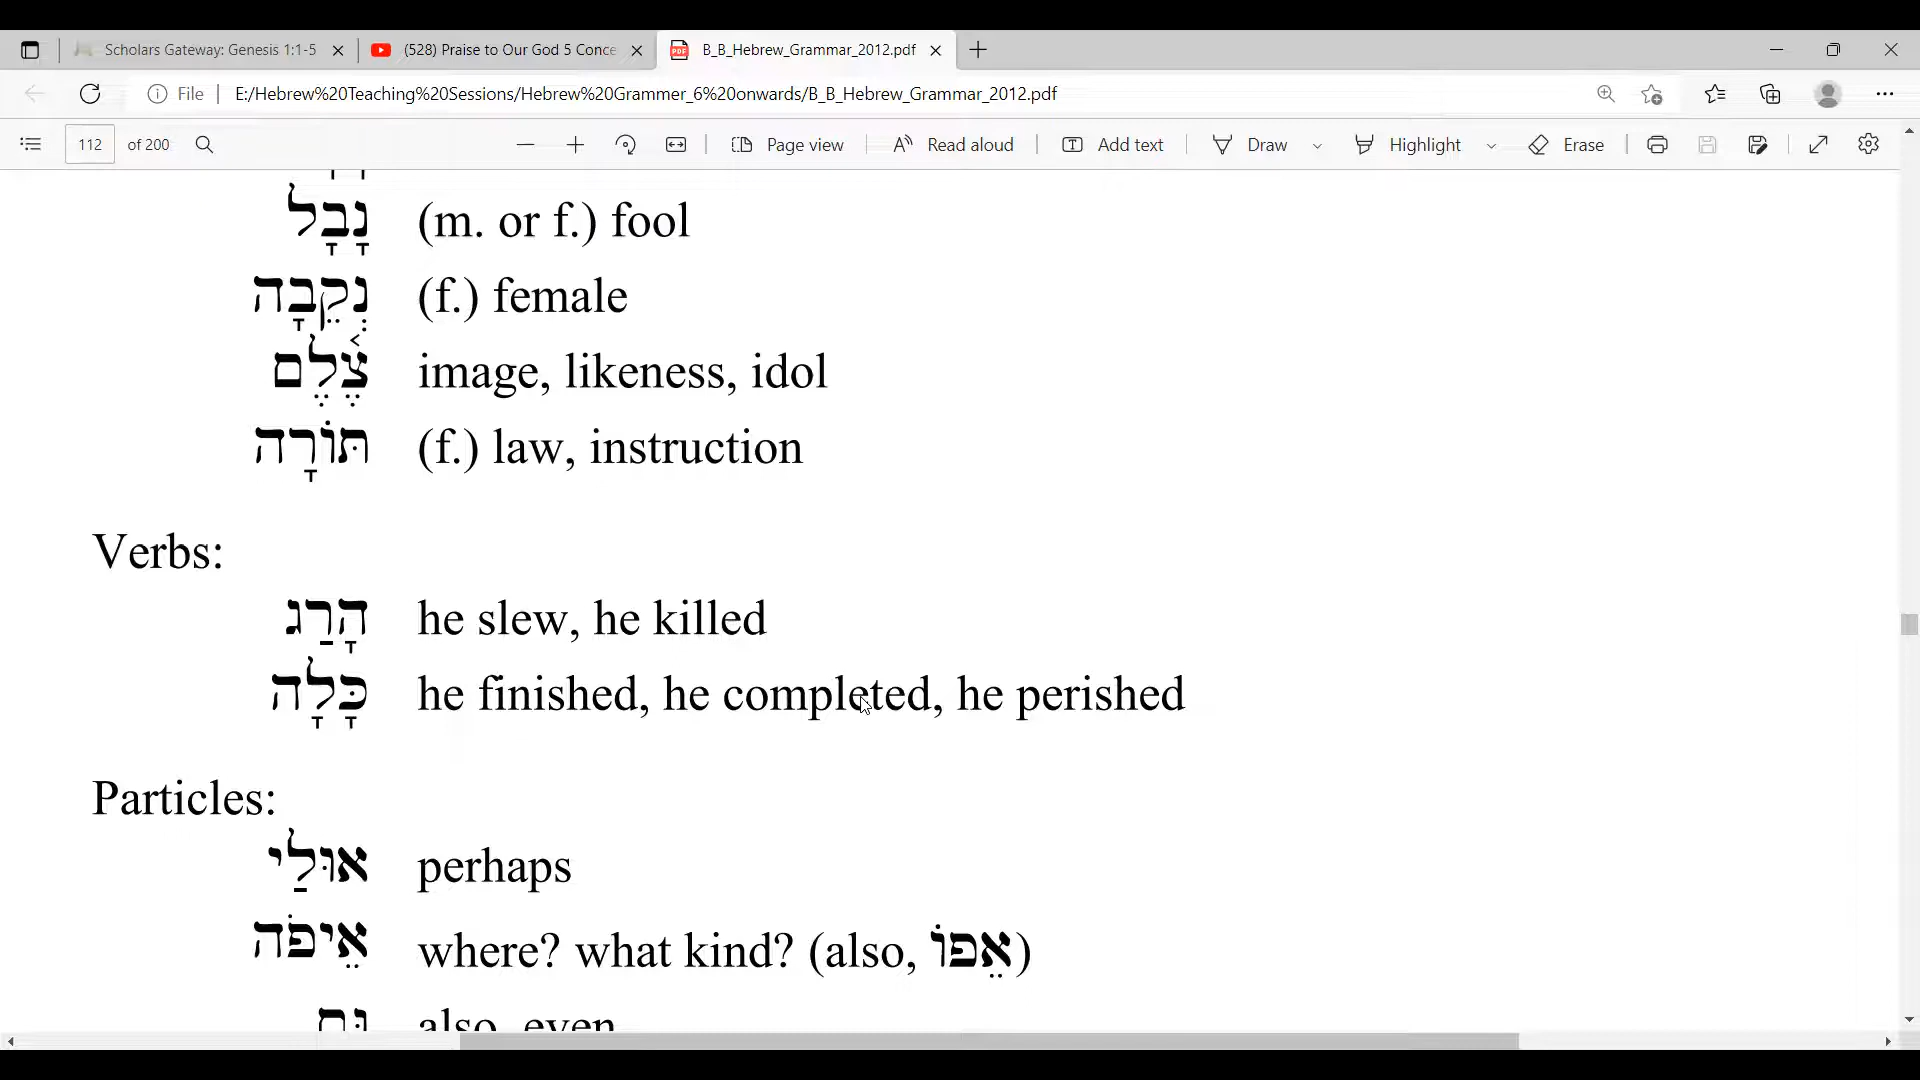 Scholars Gateway: Genesis 1:1-5
(528) Praise to Our God 5 Conce
B_B_Hebrew_Grammar_2012.pdf
File E:/Hebrew%20Teaching%20Sessions/Hebrew%20Grammer_6%20onwards/B_B_Hebrew_Grammar_2012.pdf
112 of 200 Page view Read aloud Add text Draw Highlight Erase
נָבָל (m. or f.) fool
נְקֵבָה (f.) female
צֶ֫לֶם image, likeness, idol
תּוֹרָה (f.) law, instruction
Verbs:
הָרַג he slew, he killed
כָּלָה he finished, he completed, he perished
Particles:
אוּלַי perhaps
אֵיפֹה where? what kind? (also, אֵפוֹ)
גַּם also, even